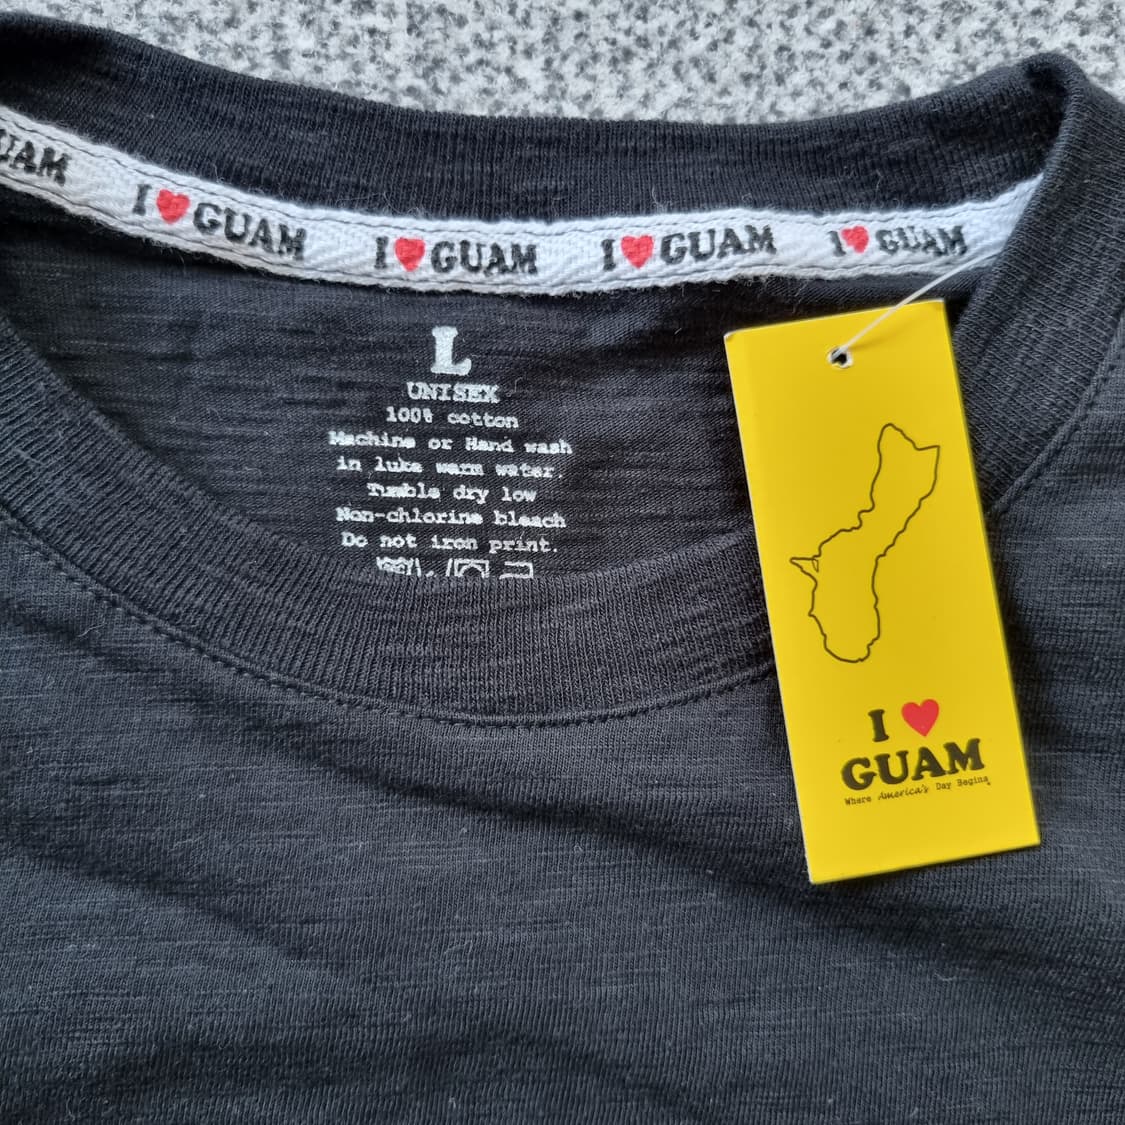 UAM I ❤ GUAM I ❤ GUAM I ❤ GUAM I ❤ GUAM
L
UNISEX
100% cotton
Machine or Hand wash
in luke warm water.
Tumble dry low
Non-chlorine bleach
Do not iron print.
I ❤
GUAM
Where America's Day Begins